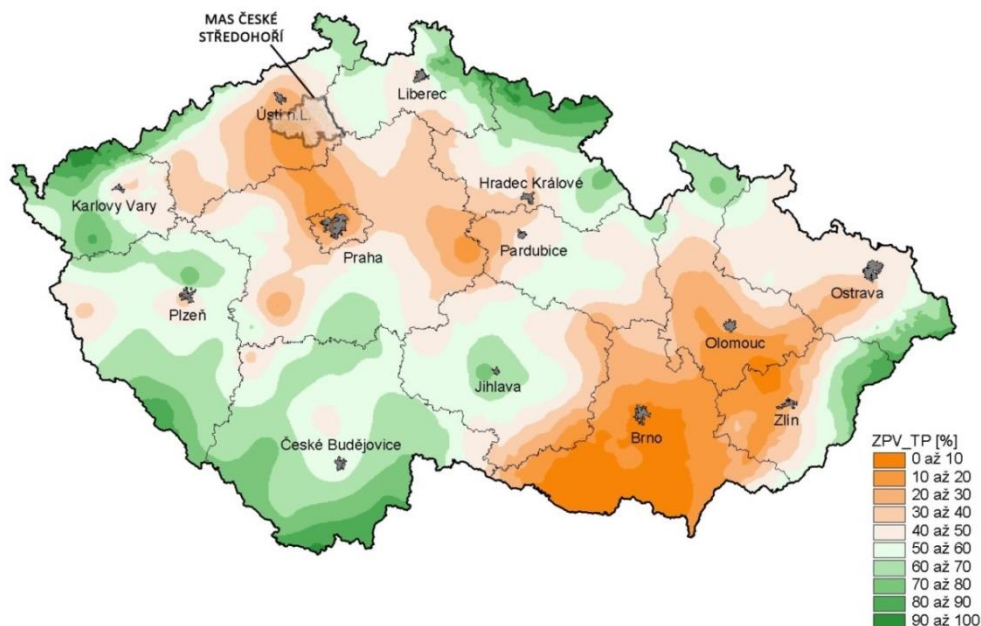 MAS ČESKÉ
STŘEDOHOŘÍ
Liberec
Ústí n.L.
Karlovy Vary
Hradec Králové
Praha
Pardubice
Plzeň
Ostrava
Olomouc
Jihlava
Zlín
Brno
České Budějovice
ZPV_TP [%]
0 až 10
10 až 20
20 až 30
30 až 40
40 až 50
50 až 60
60 až 70
70 až 80
80 až 90
90 až 100